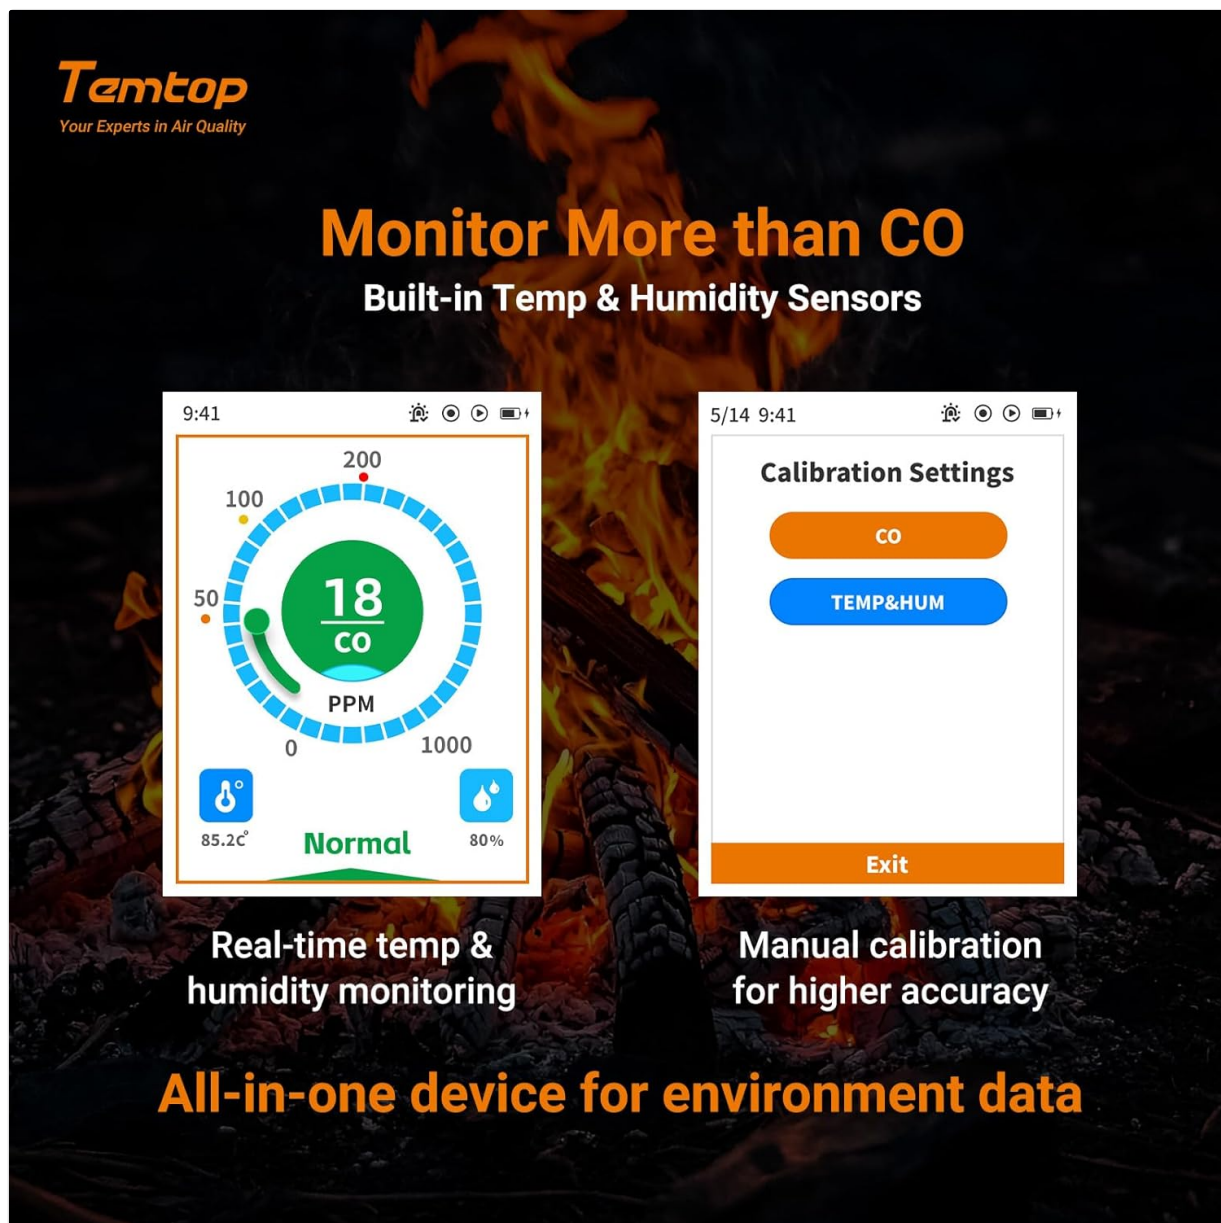 Temtop
Your Experts in Air Quality
Monitor More than CO
Built-in Temp & Humidity Sensors
9:41
200
100
50
18
CO
PPM
0
1000
85.2C°
Normal
80%
5/14 9:41
Calibration Settings
CO
TEMP&HUM
Exit
Real-time temp &
humidity monitoring
Manual calibration
for higher accuracy
All-in-one device for environment data